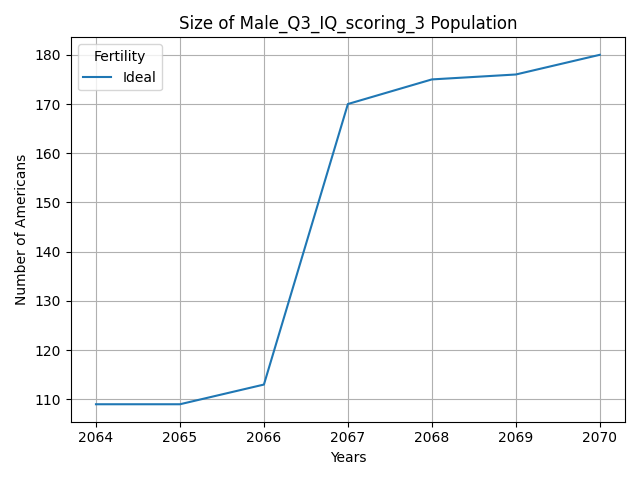 Size of Male_Q3_IQ_scoring_3 Population
Fertility
Ideal
180
170
160
150
140
130
120
110
Number of Americans
2064 2065 2066 2067 2068 2069 2070
Years